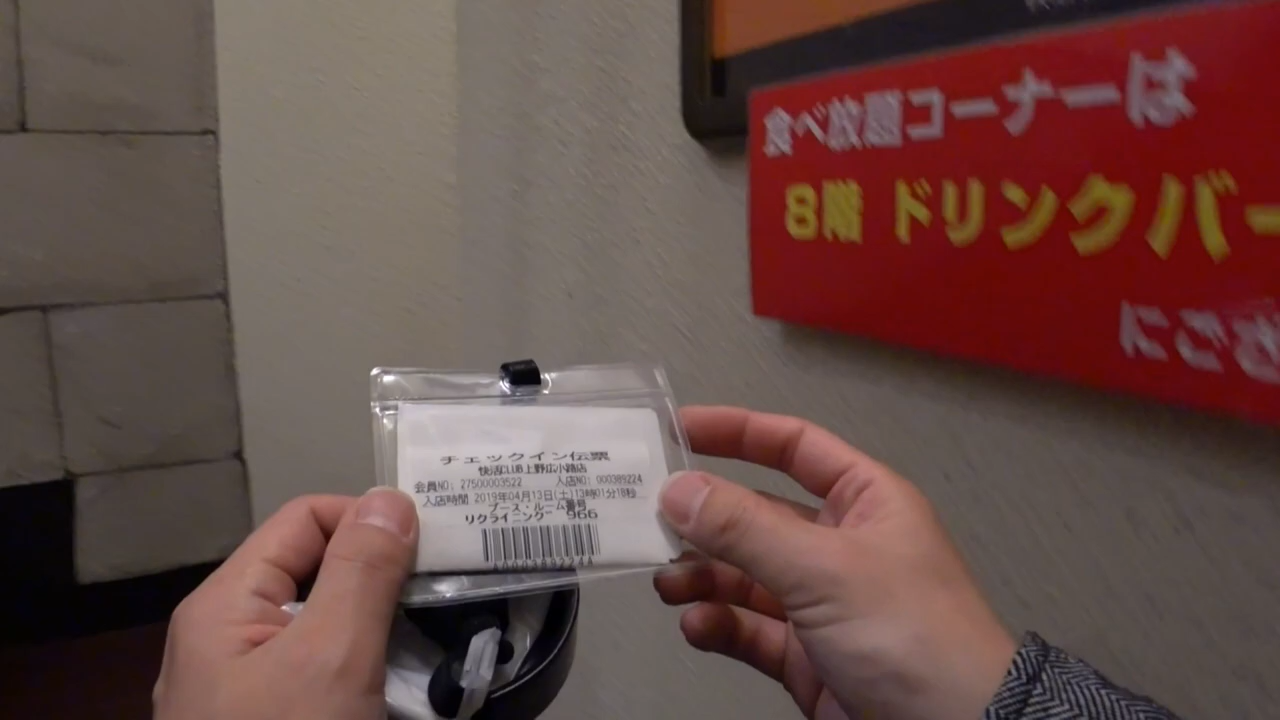 食べ放題コーナーは
8階 ドリンクバー
にござ
チェックイン伝票
快活CLUB上野広小路店
会員NO: 27500003522 入店NO: 000389224
入店時間 2019年04月13日(土)13時01分18秒
ブース・ルーム番号
リクライニング 966
A000389224A